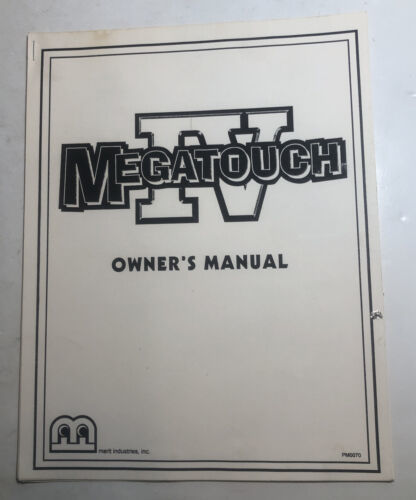 MEGATOUCH
IV
OWNER'S MANUAL
merit industries, inc.
PM0070